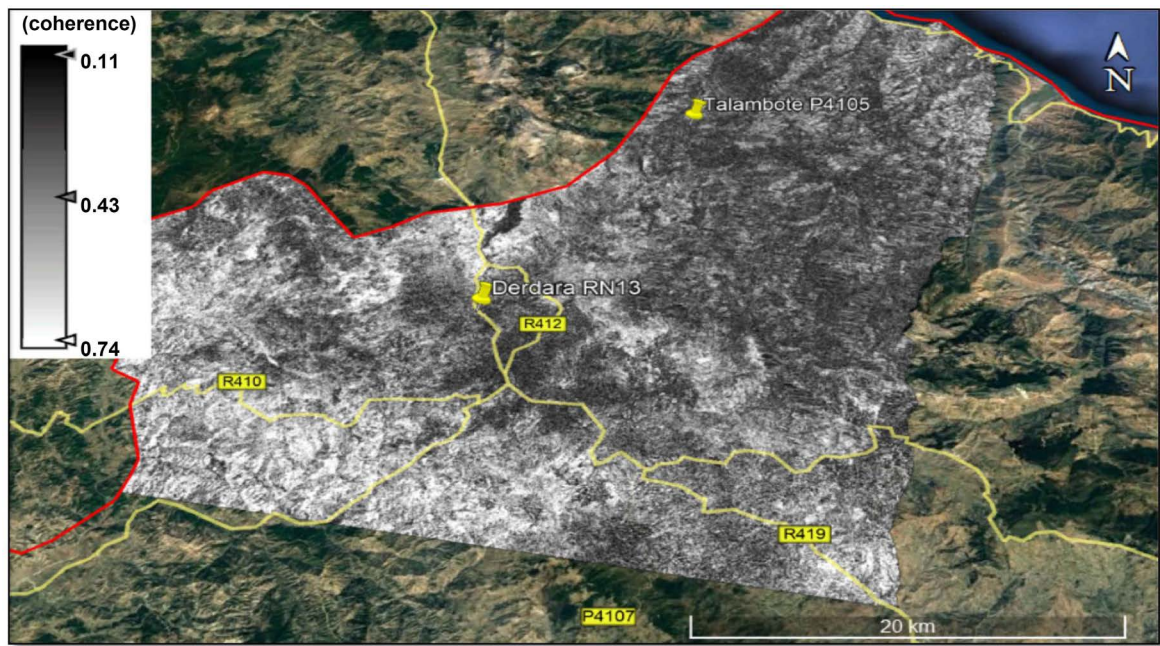 (coherence)
0.11
0.43
0.74
N
Talambote P4105
Derdara RN13
R412
R410
R419
P4107
20 km